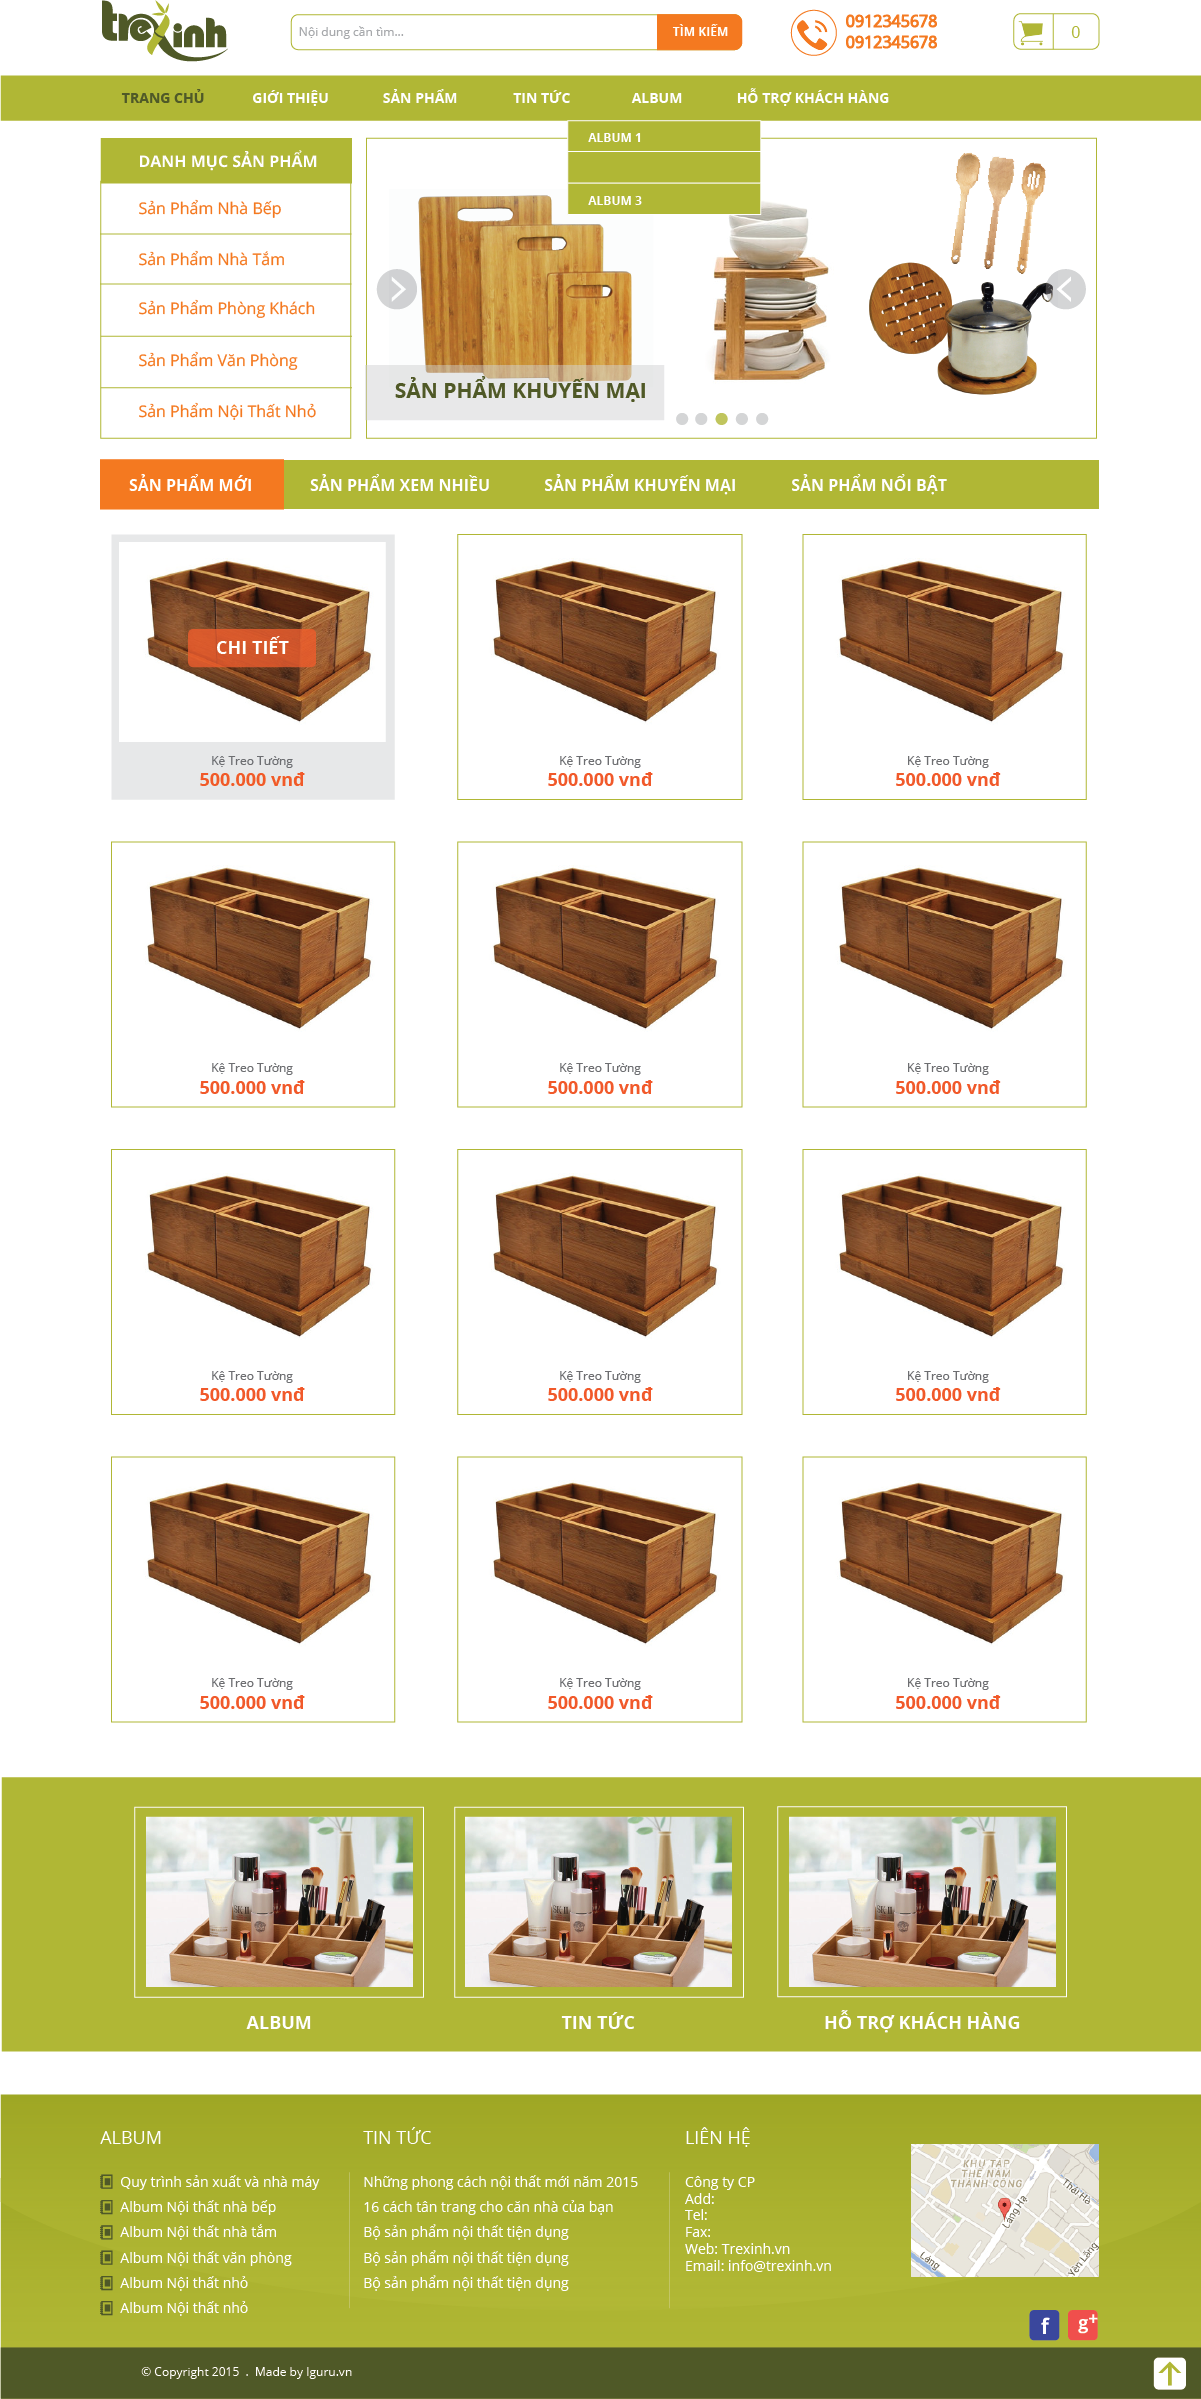 trexinh
Nội dung cần tìm...
TÌM KIẾM
0912345678
0912345678
0
TRANG CHỦ
GIỚI THIỆU
SẢN PHẨM
TIN TỨC
ALBUM
HỖ TRỢ KHÁCH HÀNG
ALBUM 1
ALBUM 3
DANH MỤC SẢN PHẨM
Sản Phẩm Nhà Bếp
Sản Phẩm Nhà Tắm
Sản Phẩm Phòng Khách
Sản Phẩm Văn Phòng
Sản Phẩm Nội Thất Nhỏ
SẢN PHẨM KHUYẾN MẠI
SẢN PHẨM MỚI
SẢN PHẨM XEM NHIỀU
SẢN PHẨM KHUYẾN MẠI
SẢN PHẨM NỔI BẬT
CHI TIẾT
Kệ Treo Tường
500.000 vnđ
Kệ Treo Tường
500.000 vnđ
Kệ Treo Tường
500.000 vnđ
Kệ Treo Tường
500.000 vnđ
Kệ Treo Tường
500.000 vnđ
Kệ Treo Tường
500.000 vnđ
Kệ Treo Tường
500.000 vnđ
Kệ Treo Tường
500.000 vnđ
Kệ Treo Tường
500.000 vnđ
Kệ Treo Tường
500.000 vnđ
Kệ Treo Tường
500.000 vnđ
Kệ Treo Tường
500.000 vnđ
ALBUM
TIN TỨC
HỖ TRỢ KHÁCH HÀNG
ALBUM
Quy trình sản xuất và nhà máy
Album Nội thất nhà bếp
Album Nội thất nhà tắm
Album Nội thất văn phòng
Album Nội thất nhỏ
Album Nội thất nhỏ
TIN TỨC
Những phong cách nội thất mới năm 2015
16 cách tân trang cho căn nhà của bạn
Bộ sản phẩm nội thất tiện dụng
Bộ sản phẩm nội thất tiện dụng
Bộ sản phẩm nội thất tiện dụng
LIÊN HỆ
Công ty CP
Add:
Tel:
Fax:
Web: Trexinh.vn
Email: info@trexinh.vn
KHU TẬP
THỂ NAM
THÀNH CÔNG
Thái Hà
Láng Hạ
Láng
Yên Lãng
f
g+
© Copyright 2015 . Made by Iguru.vn